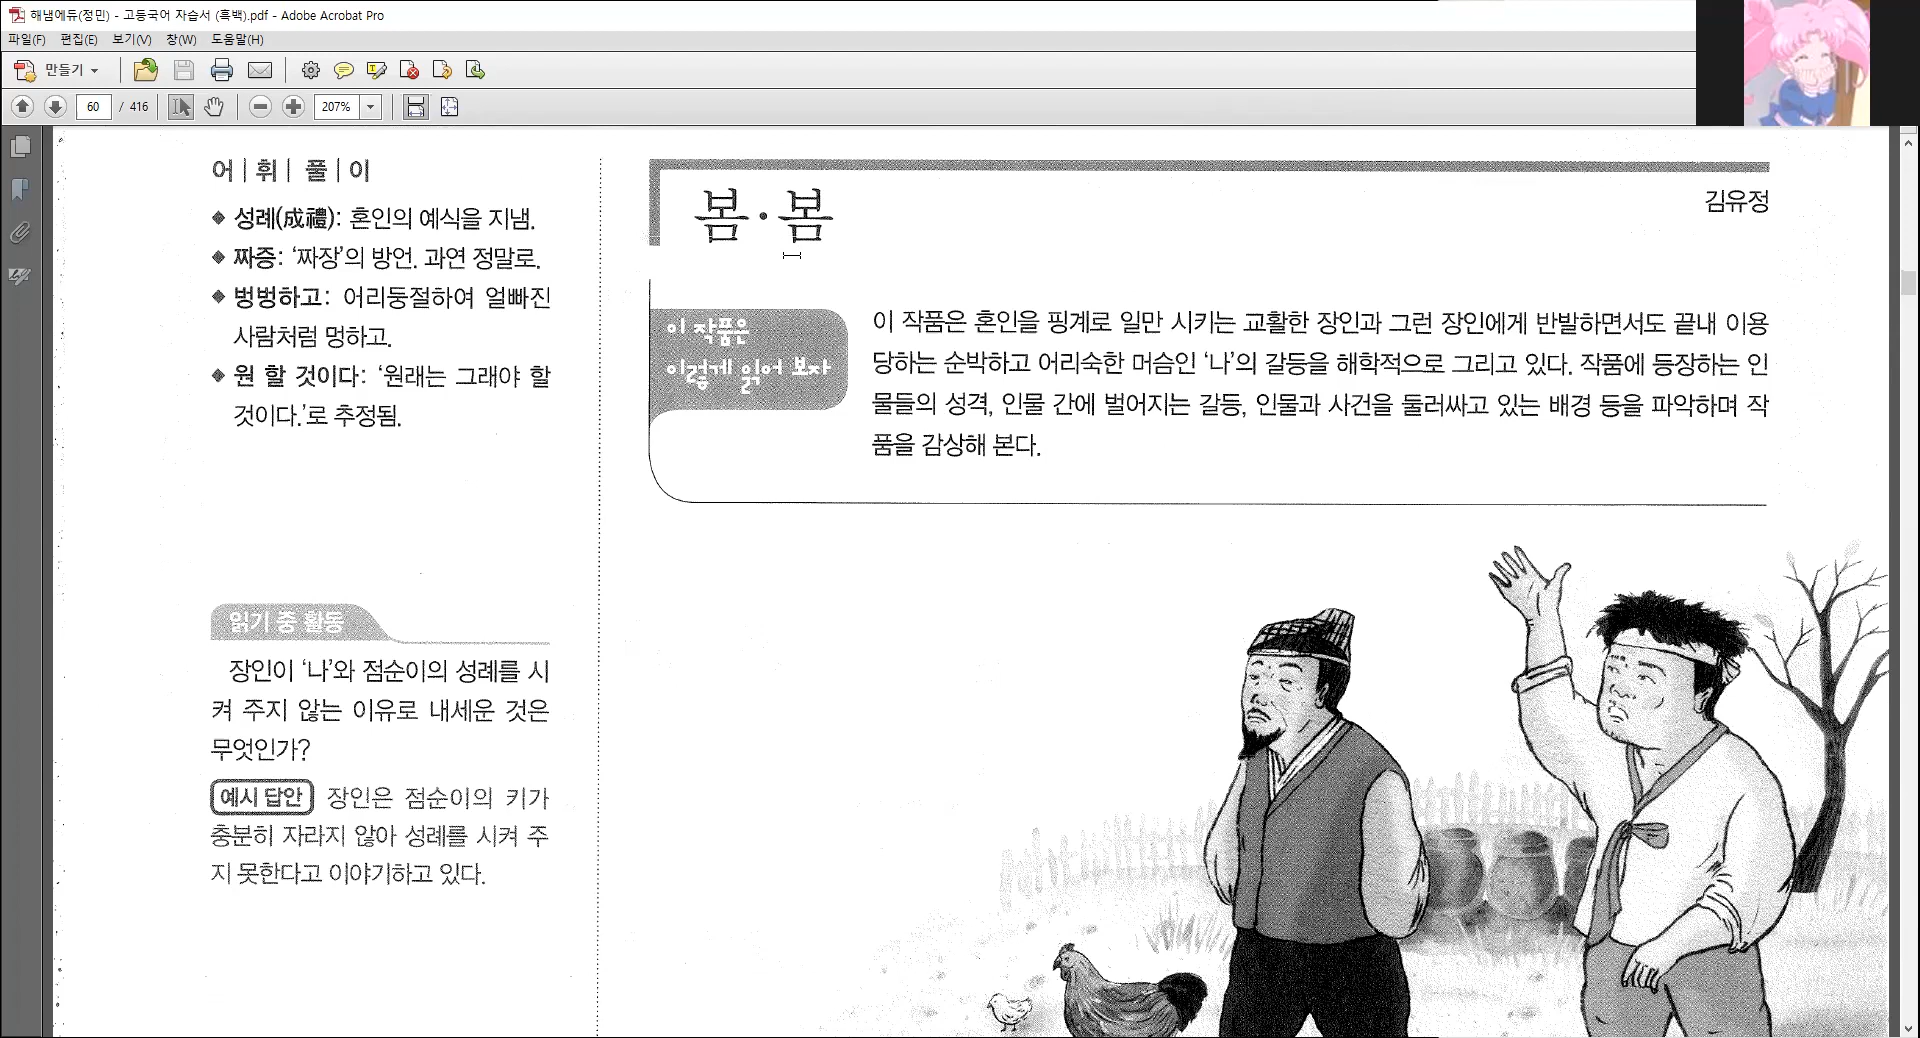 해냄에듀(정민) - 고등국어 자습서 (흑백).pdf - Adobe Acrobat Pro
파일(F) 편집(E) 보기(V) 창(W) 도움말(H)
만들기
60 / 416 207%
어 | 휘 | 풀 | 이
◆ 성례(成禮): 혼인의 예식을 지냄.
◆ 짜증: ‘짜장’의 방언. 과연 정말로.
◆ 벙벙하고: 어리둥절하여 얼빠진
사람처럼 멍하고.
◆ 원 할 것이다: ‘원래는 그래야 할
것이다.’로 추정됨.
읽기 중 활동
장인이 ‘나’와 점순이의 성례를 시
켜 주지 않는 이유로 내세운 것은
무엇인가?
예시 답안 장인은 점순이의 키가
충분히 자라지 않아 성례를 시켜 주
지 못한다고 이야기하고 있다.
봄·봄
김유정
이 작품은
이렇게 읽어 보자
이 작품은 혼인을 핑계로 일만 시키는 교활한 장인과 그런 장인에게 반발하면서도 끝내 이용
당하는 순박하고 어리숙한 머슴인 ‘나’의 갈등을 해학적으로 그리고 있다. 작품에 등장하는 인
물들의 성격, 인물 간에 벌어지는 갈등, 인물과 사건을 둘러싸고 있는 배경 등을 파악하며 작
품을 감상해 본다.